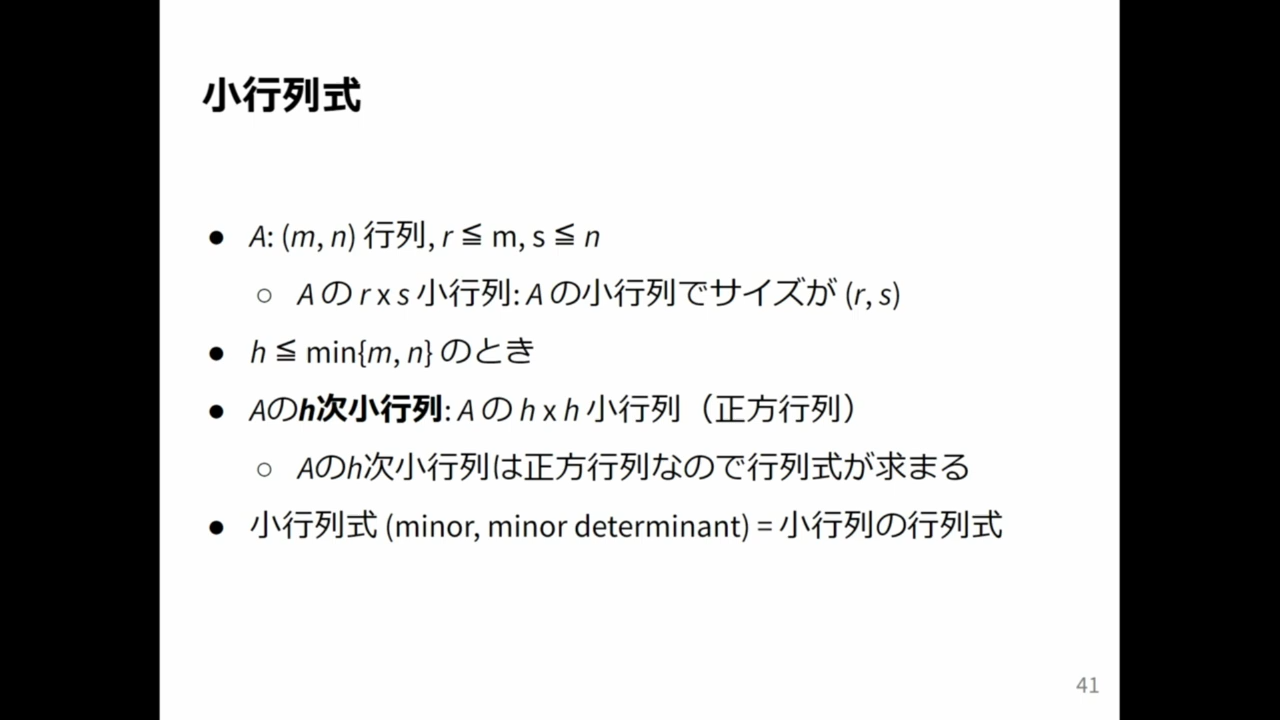 小行列式
● A: (m, n) 行列, r ≦ m, s ≦ n
○ A の r x s 小行列: A の小行列でサイズが (r, s)
● h ≦ min{m, n} のとき
● Aのh次小行列: A の h x h 小行列（正方行列）
○ Aのh次小行列は正方行列なので行列式が求まる
● 小行列式 (minor, minor determinant) = 小行列の行列式
41